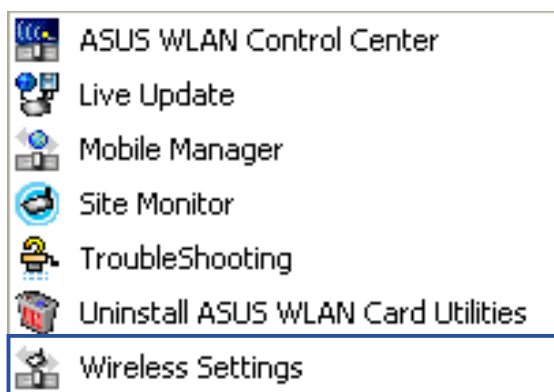 ASUS WLAN Control Center
Live Update
Mobile Manager
Site Monitor
TroubleShooting
Uninstall ASUS WLAN Card Utilities
Wireless Settings